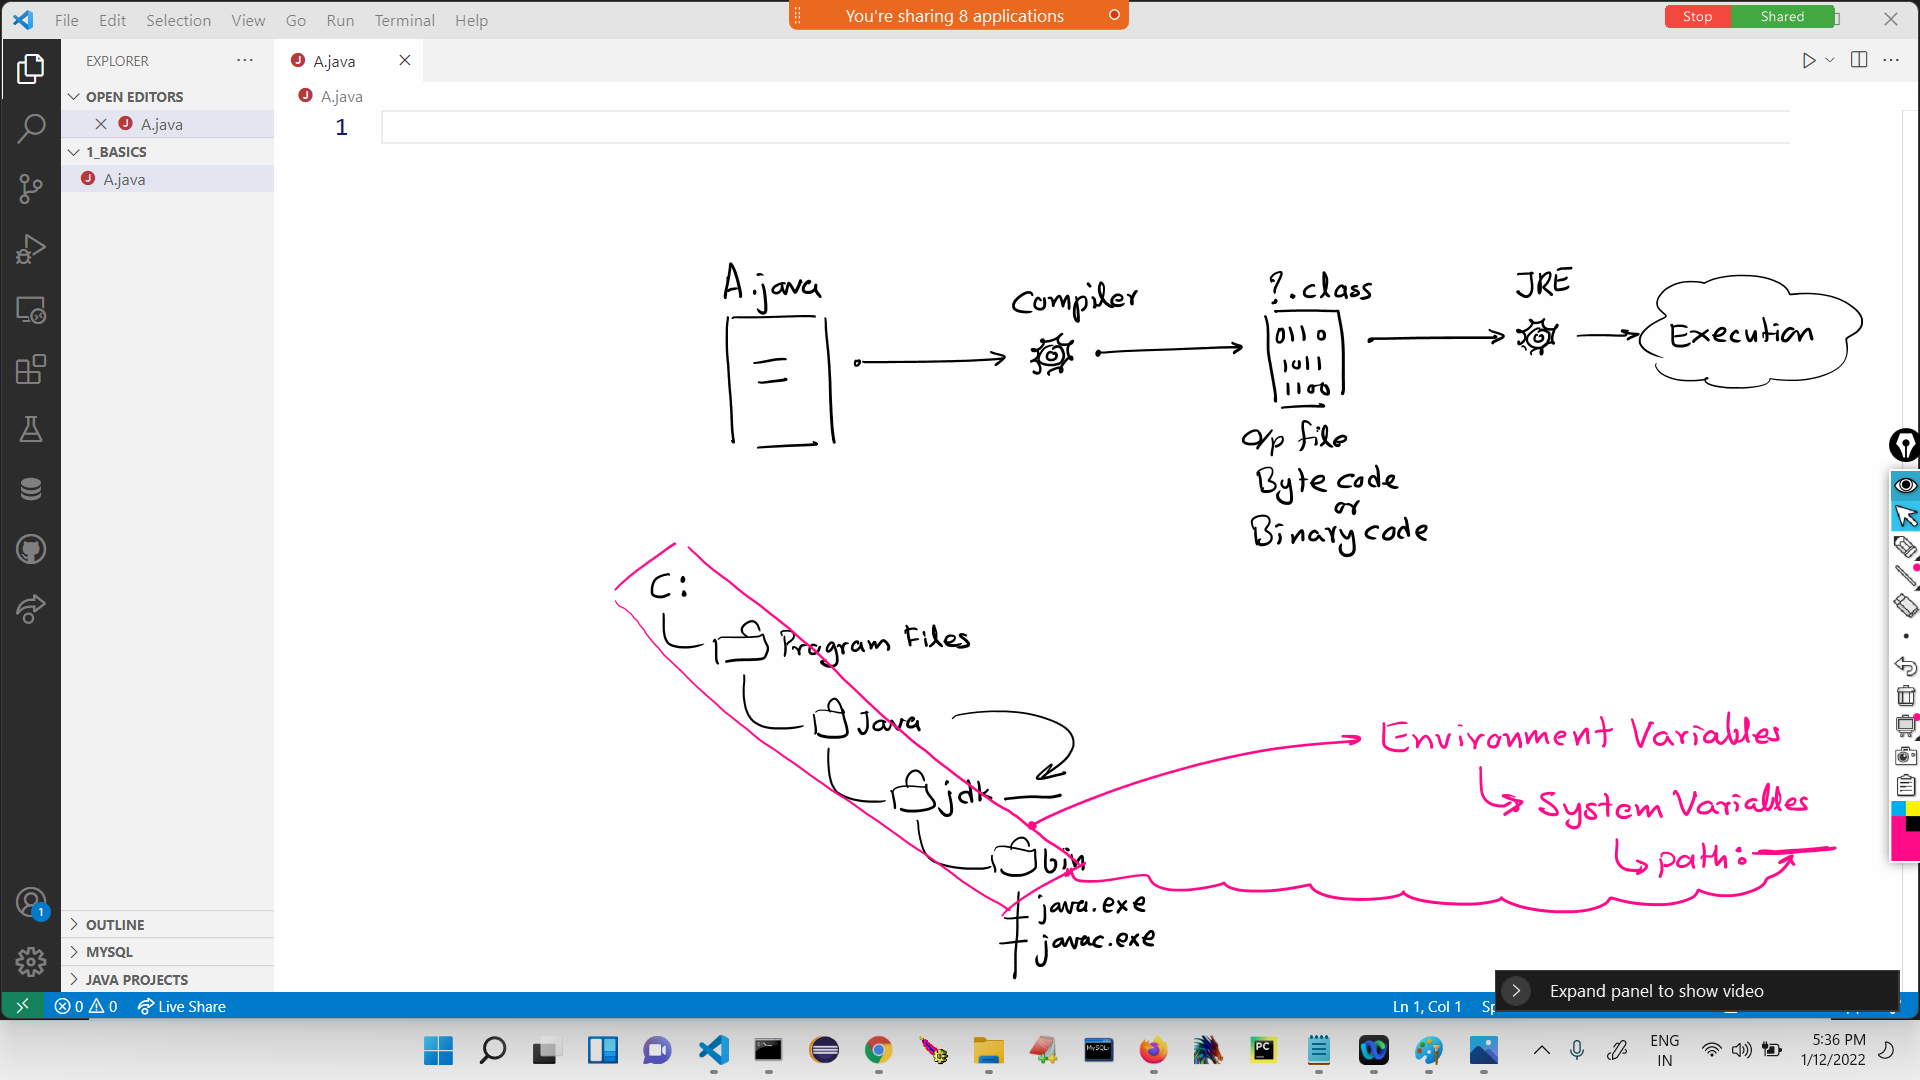 File Edit Selection View Go Run Terminal Help
You're sharing 8 applications
Stop Shared
EXPLORER
A.java
OPEN EDITORS
A.java
A.java
1_BASICS
A.java
1
A.java
Compiler
?.class
JRE
0110
1011
1100
Execution
o/p file
Byte code
or
Binary code
C:
Program Files
Java
jdk
bin
java.exe
javac.exe
Environment Variables
System Variables
path:
OUTLINE
MYSQL
JAVA PROJECTS
1
Expand panel to show video
0 0 Live Share
Ln 1, Col 1
ENG
IN
5:36 PM
1/12/2022